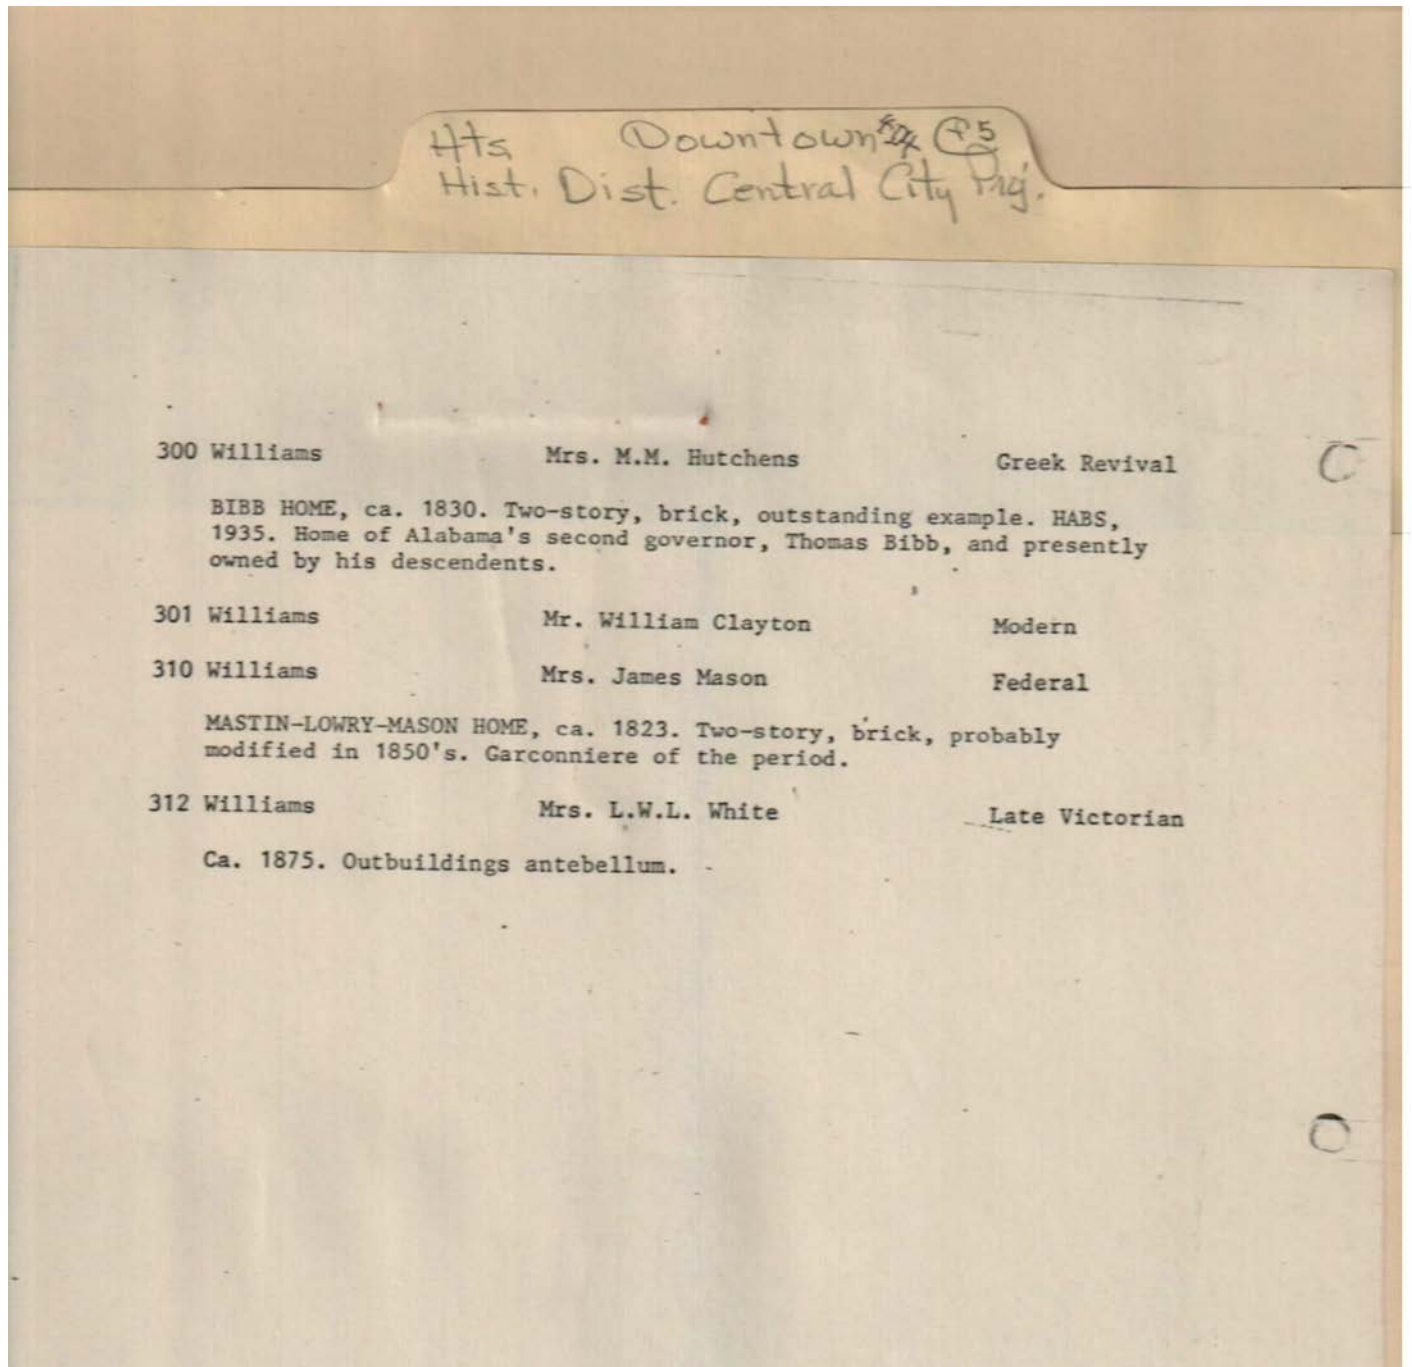 Hts Downtown
Hist. Dist. Central City Prj.
300 Williams Mrs. M.M. Hutchens Greek Revival
BIBB HOME, ca. 1830. Two-story, brick, outstanding example. HABS,
1935. Home of Alabama's second governor, Thomas Bibb, and presently
owned by his descendents.
301 Williams Mr. William Clayton Modern
310 Williams Mrs. James Mason Federal
MASTIN-LOWRY-MASON HOME, ca. 1823. Two-story, brick, probably
modified in 1850's. Garconniere of the period.
312 Williams Mrs. L.W.L. White Late Victorian
Ca. 1875. Outbuildings antebellum.